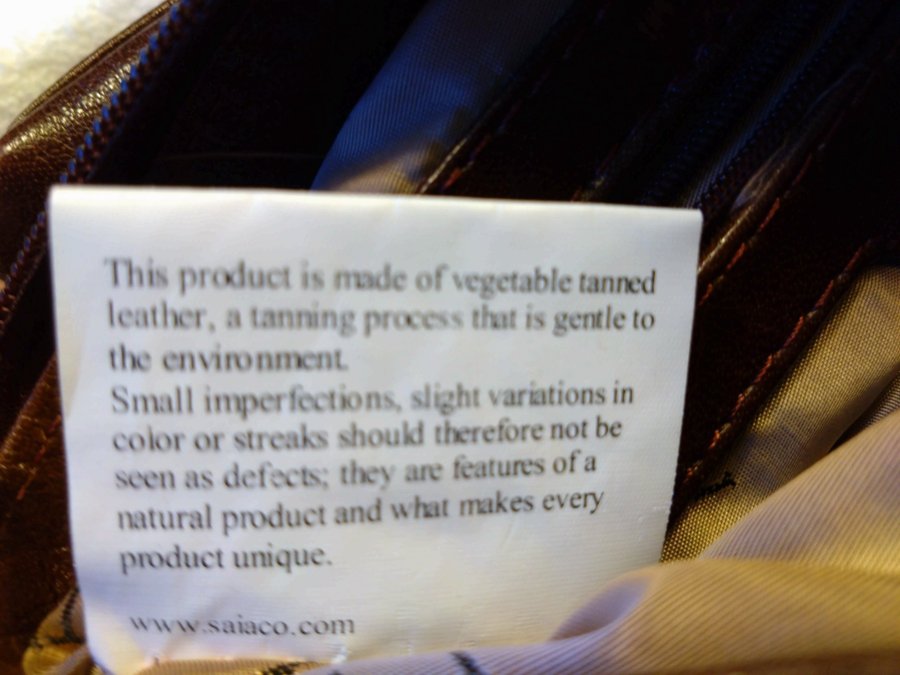 This product is made of vegetable tanned
leather, a tanning process that is gentle to
the environment.
Small imperfections, slight variations in
color or streaks should therefore not be
seen as defects; they are features of a
natural product and what makes every
product unique.
www.saiaco.com